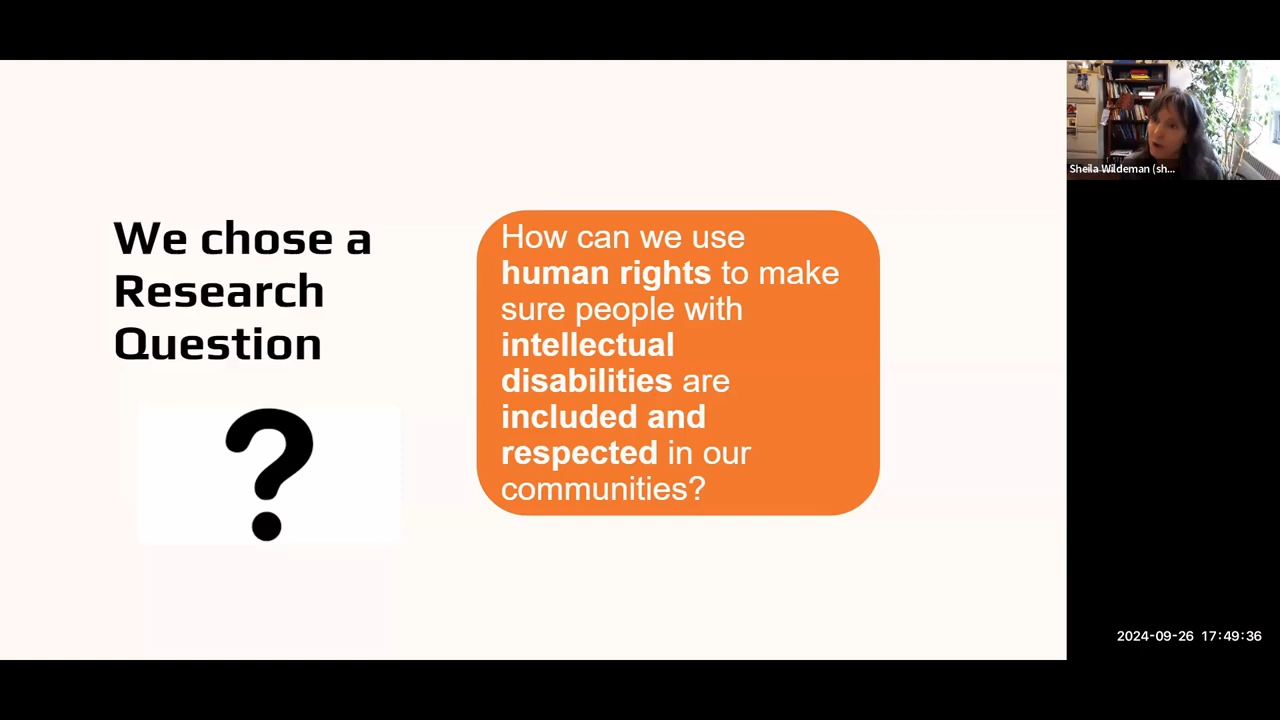 We chose a
Research
Question
?
How can we use
human rights to make
sure people with
intellectual
disabilities are
included and
respected in our
communities?
Sheila Wildeman (sh...
2024-09-26 17:49:36